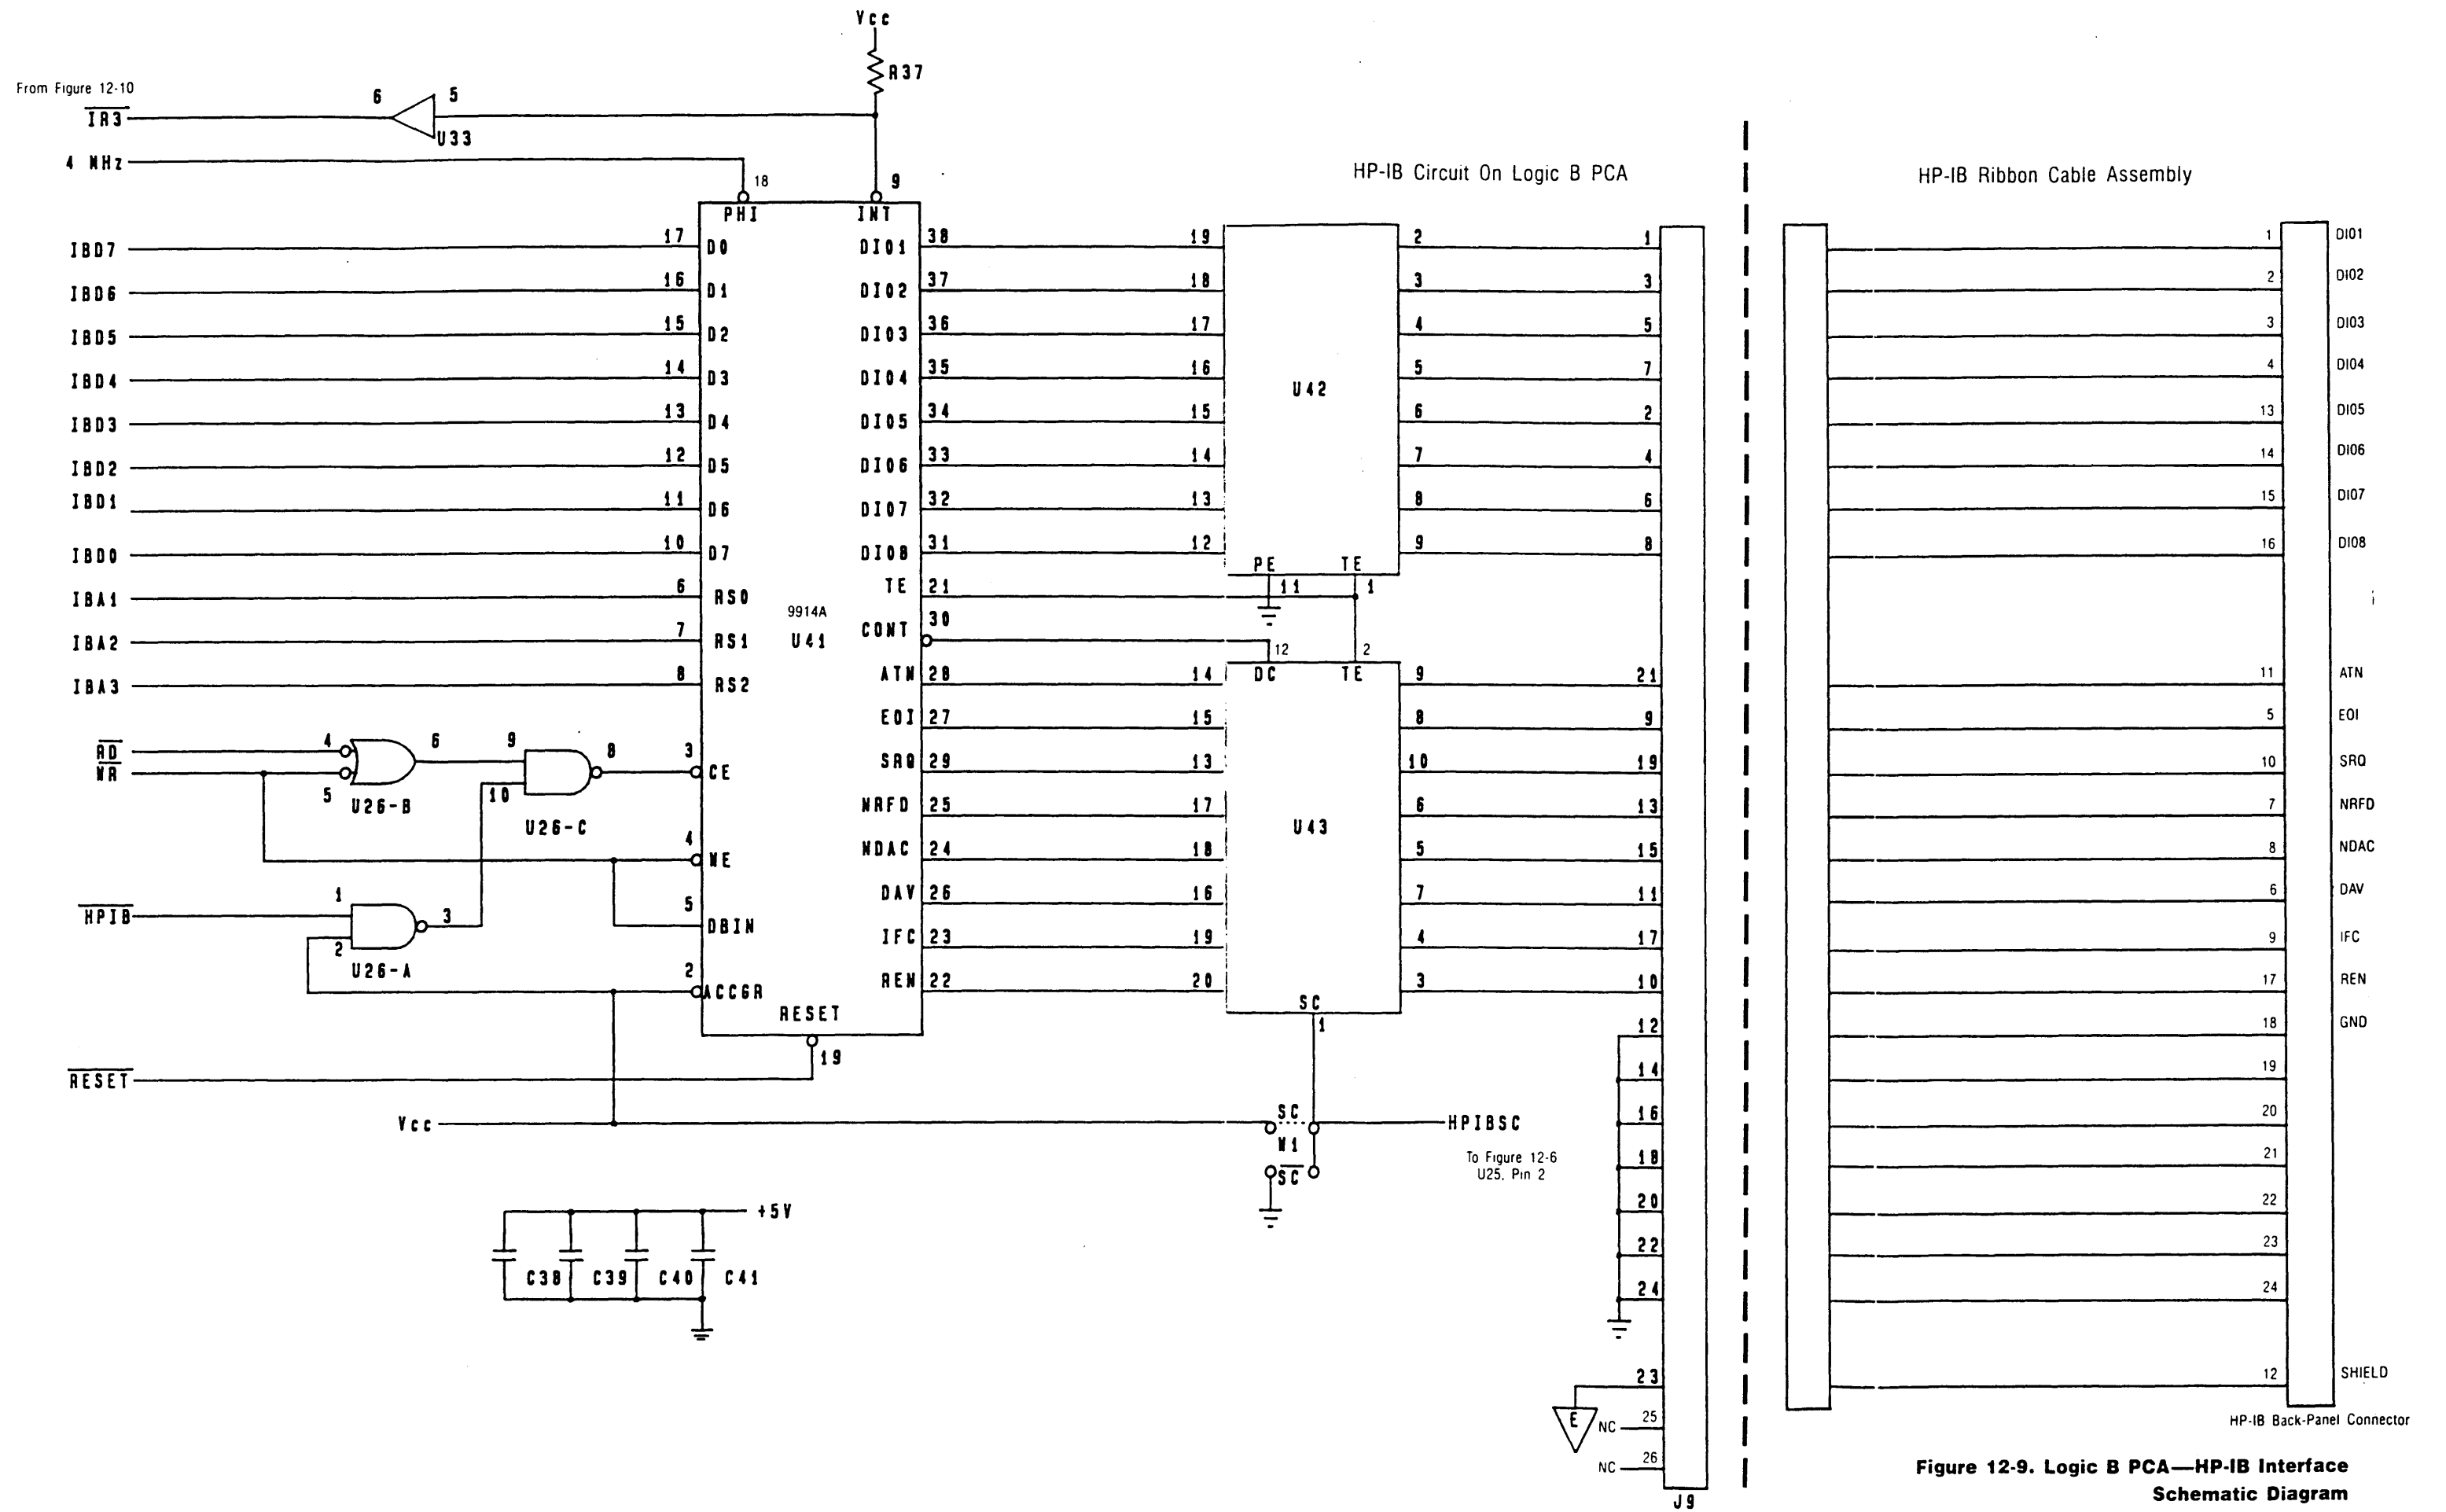 Vcc
R37
From Figure 12-10
IR3
6
5
U33
4 MHz
18
9
HP-IB Circuit On Logic B PCA
HP-IB Ribbon Cable Assembly
PHI
INT
IBD7 17 D0 DIO1 38 19 2 1 1 DIO1
IBD6 16 D1 DIO2 37 18 3 3 2 DIO2
IBD5 15 D2 DIO3 36 17 4 5 3 DIO3
IBD4 14 D3 DIO4 35 16 5 7 4 DIO4
U42
IBD3 13 D4 DIO5 34 15 6 2 13 DIO5
IBD2 12 D5 DIO6 33 14 7 4 14 DIO6
IBD1 11 D6 DIO7 32 13 8 6 15 DIO7
IBD0 10 D7 DIO8 31 12 9 8 16 DIO8
PE TE
TE 21 11 1
IBA1 6 RS0
9914A
U41
CONT 30
IBA2 7 RS1
12 2
DC TE
IBA3 8 RS2 ATN 28 14 9 21 11 ATN
EOI 27 15 8 9 5 EOI
RD 4 6 9 8 3 CE SRQ 29 13 10 19 10 SRQ
WR 5 U26-B 10 U26-C
NRFD 25 17 6 13 7 NRFD
U43
4 WE NDAC 24 18 5 15 8 NDAC
HPIB 1 2 3 U26-A
5 DBIN DAV 26 16 7 11 6 DAV
IFC 23 19 4 17 9 IFC
2 ACCGR REN 22 20 3 10 17 REN
RESET
SC
1
12 18 GND
RESET 19
14 19
Vcc
SC
W1
SC
HPIBSC
To Figure 12-6
U25, Pin 2
16 20
18 21
20 22
22 23
24 24
+5V
C38 C39 C40 C41
23 12 SHIELD
E
NC 25
NC 26
J9
HP-IB Back-Panel Connector
Figure 12-9. Logic B PCA—HP-IB Interface
Schematic Diagram